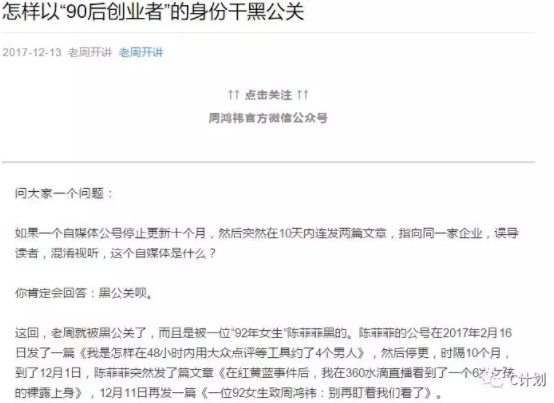 怎样以“90后创业者”的身份干黑公关
2017-12-13 老周开讲 老周开讲
↑↑ 点击关注 ↑↑
周鸿祎官方微信公众号
问大家一个问题：
如果一个自媒体公号停止更新十个月，然后突然在10天内连发两篇文章，指向同一家企业，误导
读者，混淆视听，这个自媒体是什么？
你肯定会回答：黑公关呗。
这回，老周就被黑公关了，而且是被一位“92年女生”陈菲菲黑的。陈菲菲的公号在2017年2月16
日发了一篇《我是怎样在48小时内用大众点评等工具约了4个男人》，然后停更，时隔10个月，
到了12月1日，陈菲菲突然发了篇文章《在红黄蓝事件后，我在360水滴直播看到了一个6岁女孩
的裸露上身》，12月11日再发一篇《一位92女生致周鸿祎：别再盯着我们看了》。
C计划